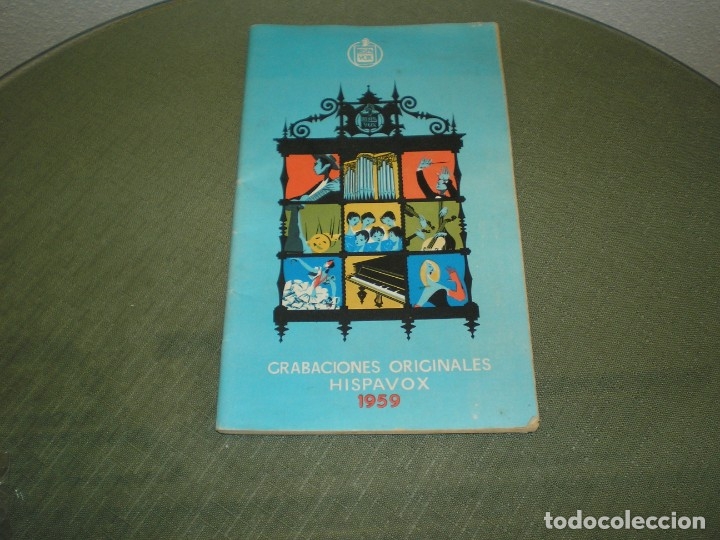 GRABACIONES ORIGINALES
HISPAVOX
1959
todocoleccion